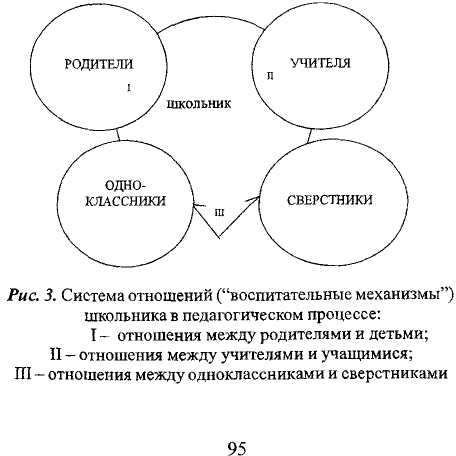 РОДИТЕЛИ
I
УЧИТЕЛЯ
II
ШКОЛЬНИК
ОДНО-
КЛАССНИКИ
III
СВЕРСТНИКИ
Рис. 3. Система отношений (“воспитательные механизмы”)
школьника в педагогическом процессе:
I – отношения между родителями и детьми;
II – отношения между учителями и учащимися;
III – отношения между одноклассниками и сверстниками
95